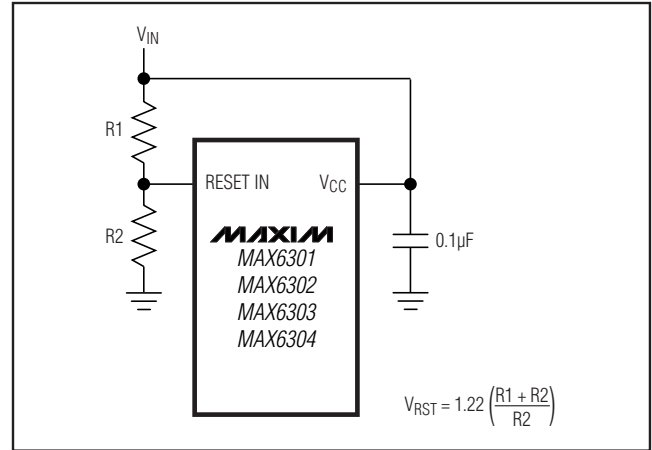 V_IN
R1
RESET IN
V_CC
R2
MAXIM
MAX6301
MAX6302
MAX6303
MAX6304
0.1µF
V_RST = 1.22 (R1 + R2 / R2)